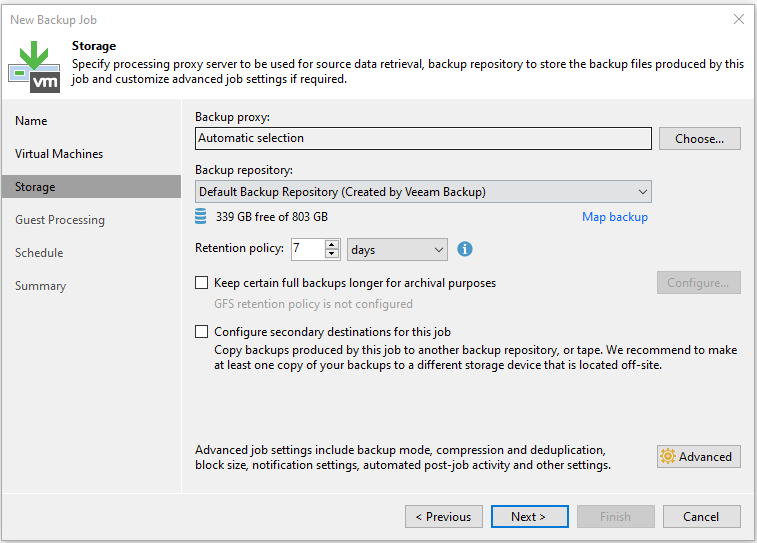 New Backup Job
Storage
Specify processing proxy server to be used for source data retrieval, backup repository to store the backup files produced by this
job and customize advanced job settings if required.
vm
Name
Virtual Machines
Storage
Guest Processing
Schedule
Summary
Backup proxy:
Automatic selection
Choose...
Backup repository:
Default Backup Repository (Created by Veeam Backup)
339 GB free of 803 GB
Map backup
Retention policy: 7 days
Keep certain full backups longer for archival purposes
Configure...
GFS retention policy is not configured
Configure secondary destinations for this job
Copy backups produced by this job to another backup repository, or tape. We recommend to make
at least one copy of your backups to a different storage device that is located off-site.
Advanced job settings include backup mode, compression and deduplication,
block size, notification settings, automated post-job activity and other settings.
Advanced
< Previous
Next >
Finish
Cancel